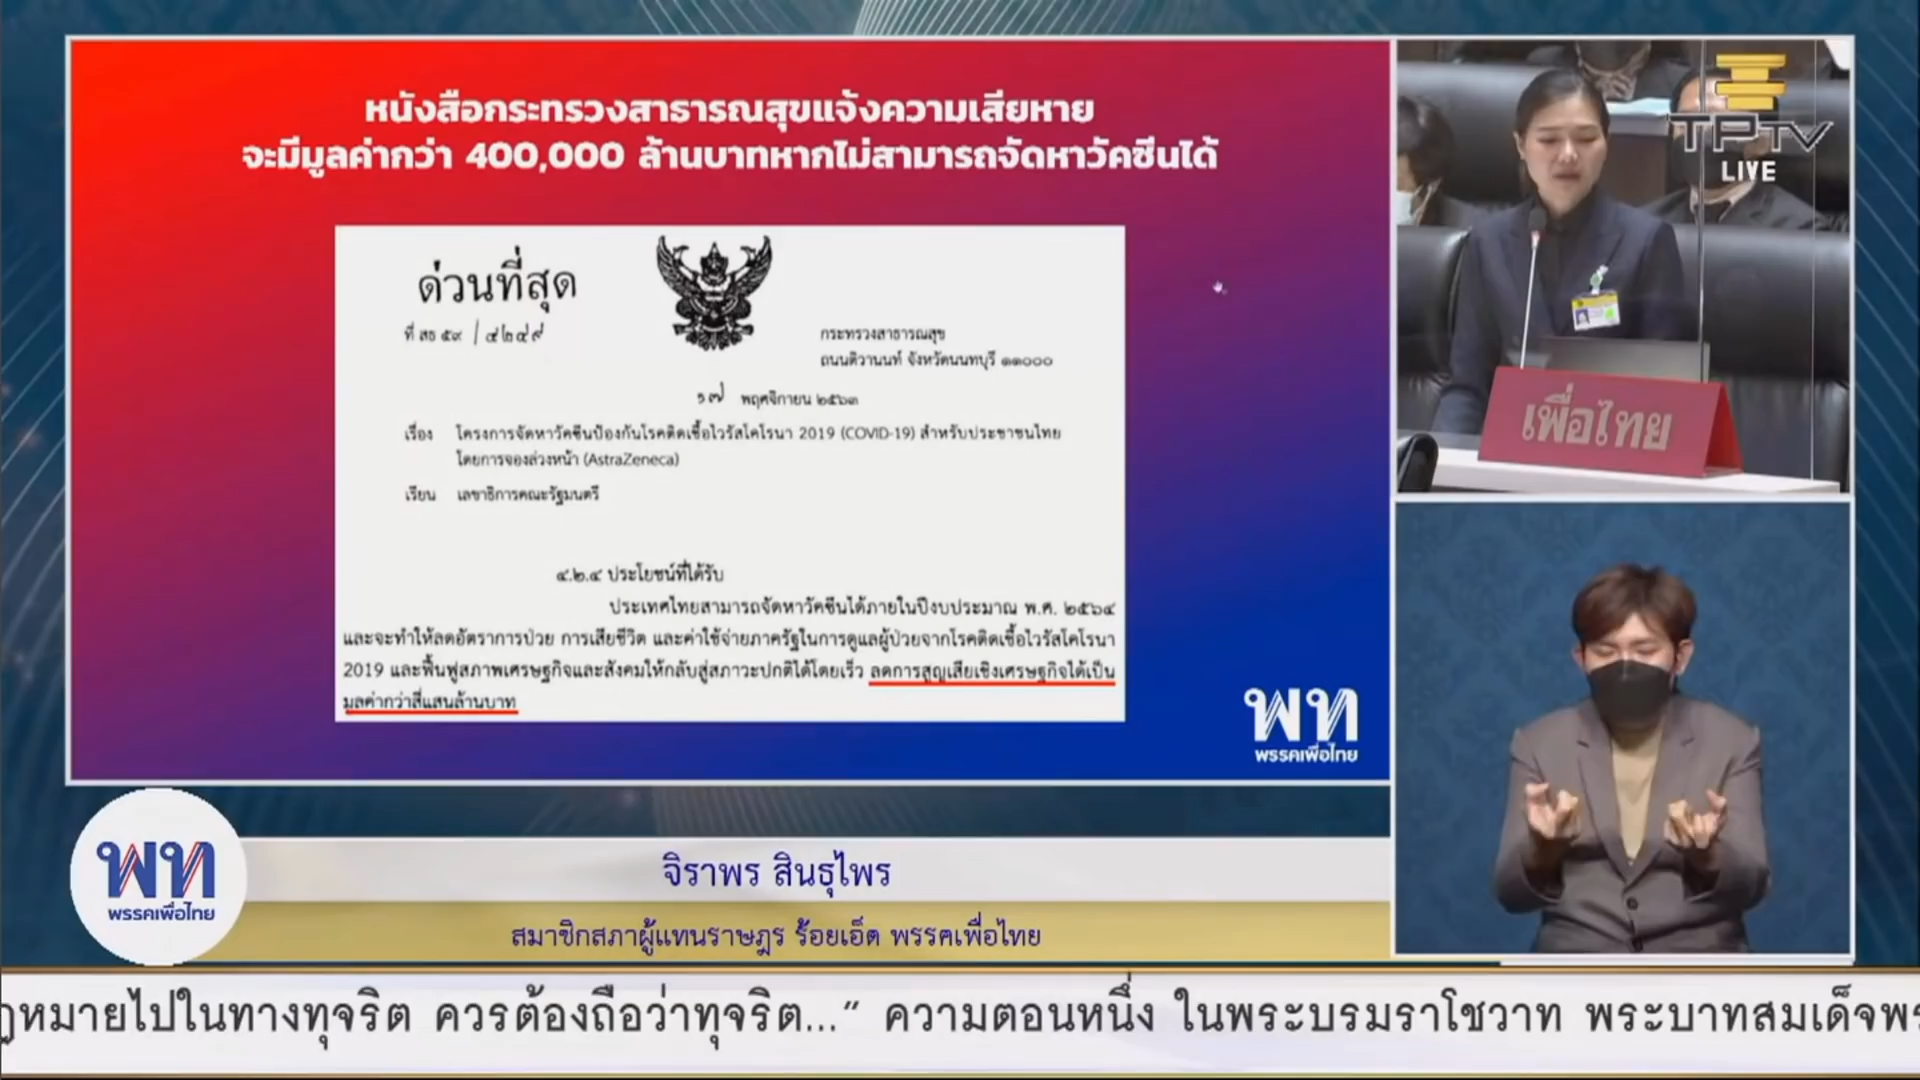 หนังสือกระทรวงสาธารณสุขแจ้งความเสียหาย
จะมีมูลค่ากว่า 400,000 ล้านบาทหากไม่สามารถจัดหาวัคซีนได้
ด่วนที่สุด
ที่ สธ ๕๙ / ๔๒๔๙
กระทรวงสาธารณสุข
ถนนติวานนท์ จังหวัดนนทบุรี ๑๑๐๐๐
๑๗ พฤศจิกายน ๒๕๖๓
เรื่อง โครงการจัดหาวัคซีนป้องกันโรคติดเชื้อไวรัสโคโรนา 2019 (COVID-19) สำหรับประชาชนไทย
โดยการจองล่วงหน้า (AstraZeneca)
เรียน เลขาธิการคณะรัฐมนตรี
๔.๒.๔ ประโยชน์ที่ได้รับ
ประเทศไทยสามารถจัดหาวัคซีนได้ภายในปีงบประมาณ พ.ศ. ๒๕๖๔
และจะทำให้ลดอัตราการป่วย การเสียชีวิต และค่าใช้จ่ายภาครัฐในการดูแลผู้ป่วยจากโรคติดเชื้อไวรัสโคโรนา
2019 และฟื้นฟูสภาพเศรษฐกิจและสังคมให้กลับสู่สภาวะปกติได้โดยเร็ว ลดการสูญเสียเชิงเศรษฐกิจได้เป็น
มูลค่ากว่าสี่แสนล้านบาท
พท
พรรคเพื่อไทย
TPTV
LIVE
เพื่อไทย
พท
พรรคเพื่อไทย
จิราพร สินธุไพร
สมาชิกสภาผู้แทนราษฎร ร้อยเอ็ด พรรคเพื่อไทย
ฎหมายไปในทางทุจริต ควรต้องถือว่าทุจริต..." ความตอนหนึ่ง ในพระบรมราโชวาท พระบาทสมเด็จพร